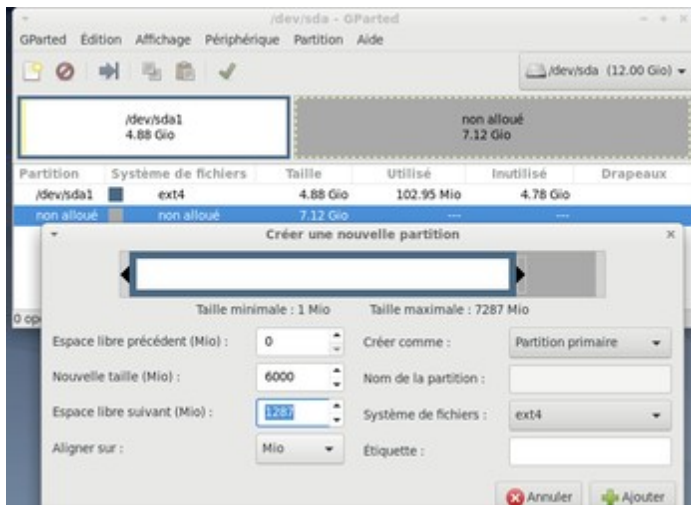 /dev/sda - GParted
GParted Édition Affichage Périphérique Partition Aide
/dev/sda (12.00 Gio)
/dev/sda1
4.88 Gio
non alloué
7.12 Gio
Partition Système de fichiers Taille Utilisé Inutilisé Drapeaux
/dev/sda1 ext4 4.88 Gio 102.95 Mio 4.78 Gio
non alloué non alloué 7.12 Gio --- ---
Créer une nouvelle partition
Taille minimale : 1 Mio Taille maximale : 7287 Mio
0 opé
Espace libre précédent (Mio) : 0 Créer comme : Partition primaire
Nouvelle taille (Mio) : 6000 Nom de la partition :
Espace libre suivant (Mio) : 1287 Système de fichiers : ext4
Aligner sur : Mio Étiquette :
Annuler Ajouter